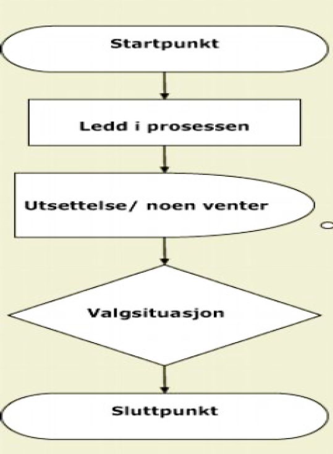 Startpunkt
Ledd i prosessen
Utsettelse/ noen venter
Valgsituasjon
Sluttpunkt